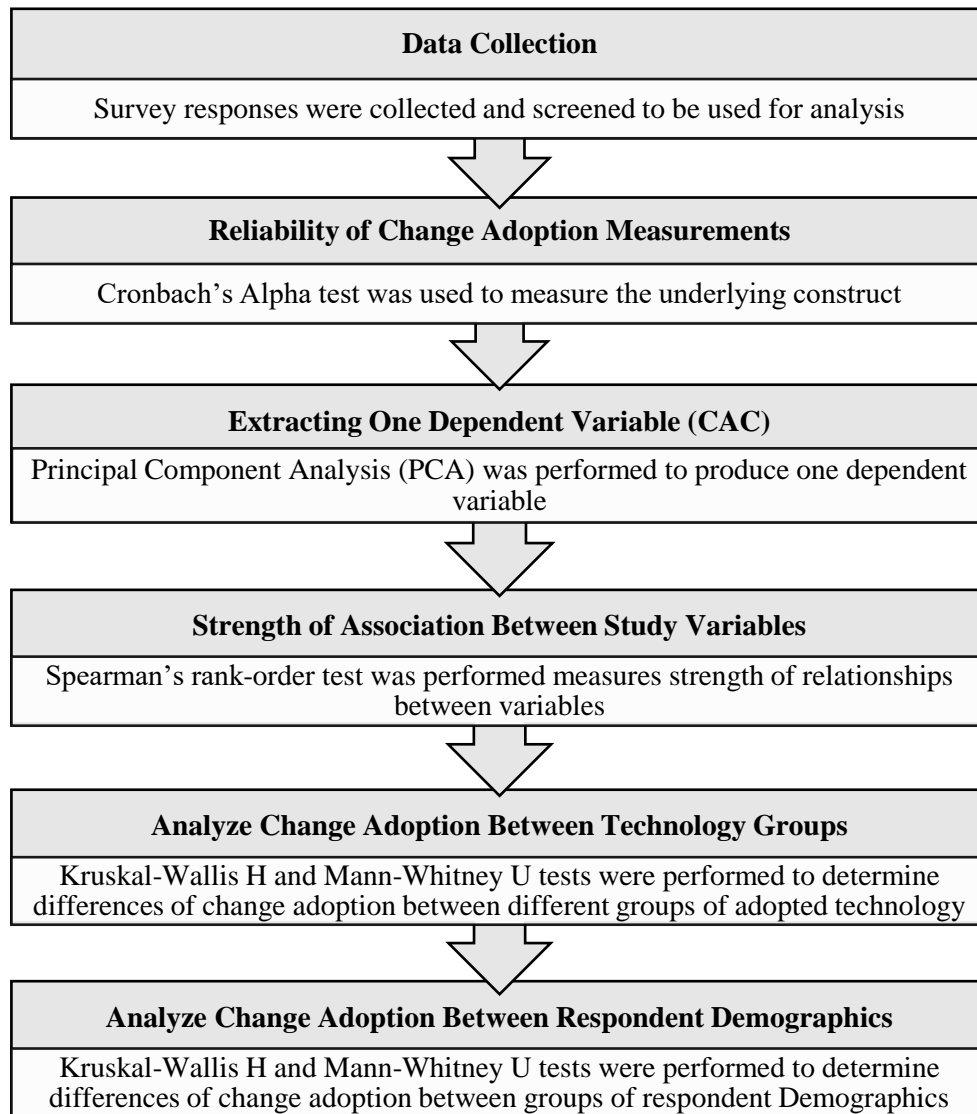 Data Collection
Survey responses were collected and screened to be used for analysis
Reliability of Change Adoption Measurements
Cronbach’s Alpha test was used to measure the underlying construct
Extracting One Dependent Variable (CAC)
Principal Component Analysis (PCA) was performed to produce one dependent
variable
Strength of Association Between Study Variables
Spearman’s rank-order test was performed measures strength of relationships
between variables
Analyze Change Adoption Between Technology Groups
Kruskal-Wallis H and Mann-Whitney U tests were performed to determine
differences of change adoption between different groups of adopted technology
Analyze Change Adoption Between Respondent Demographics
Kruskal-Wallis H and Mann-Whitney U tests were performed to determine
differences of change adoption between groups of respondent Demographics